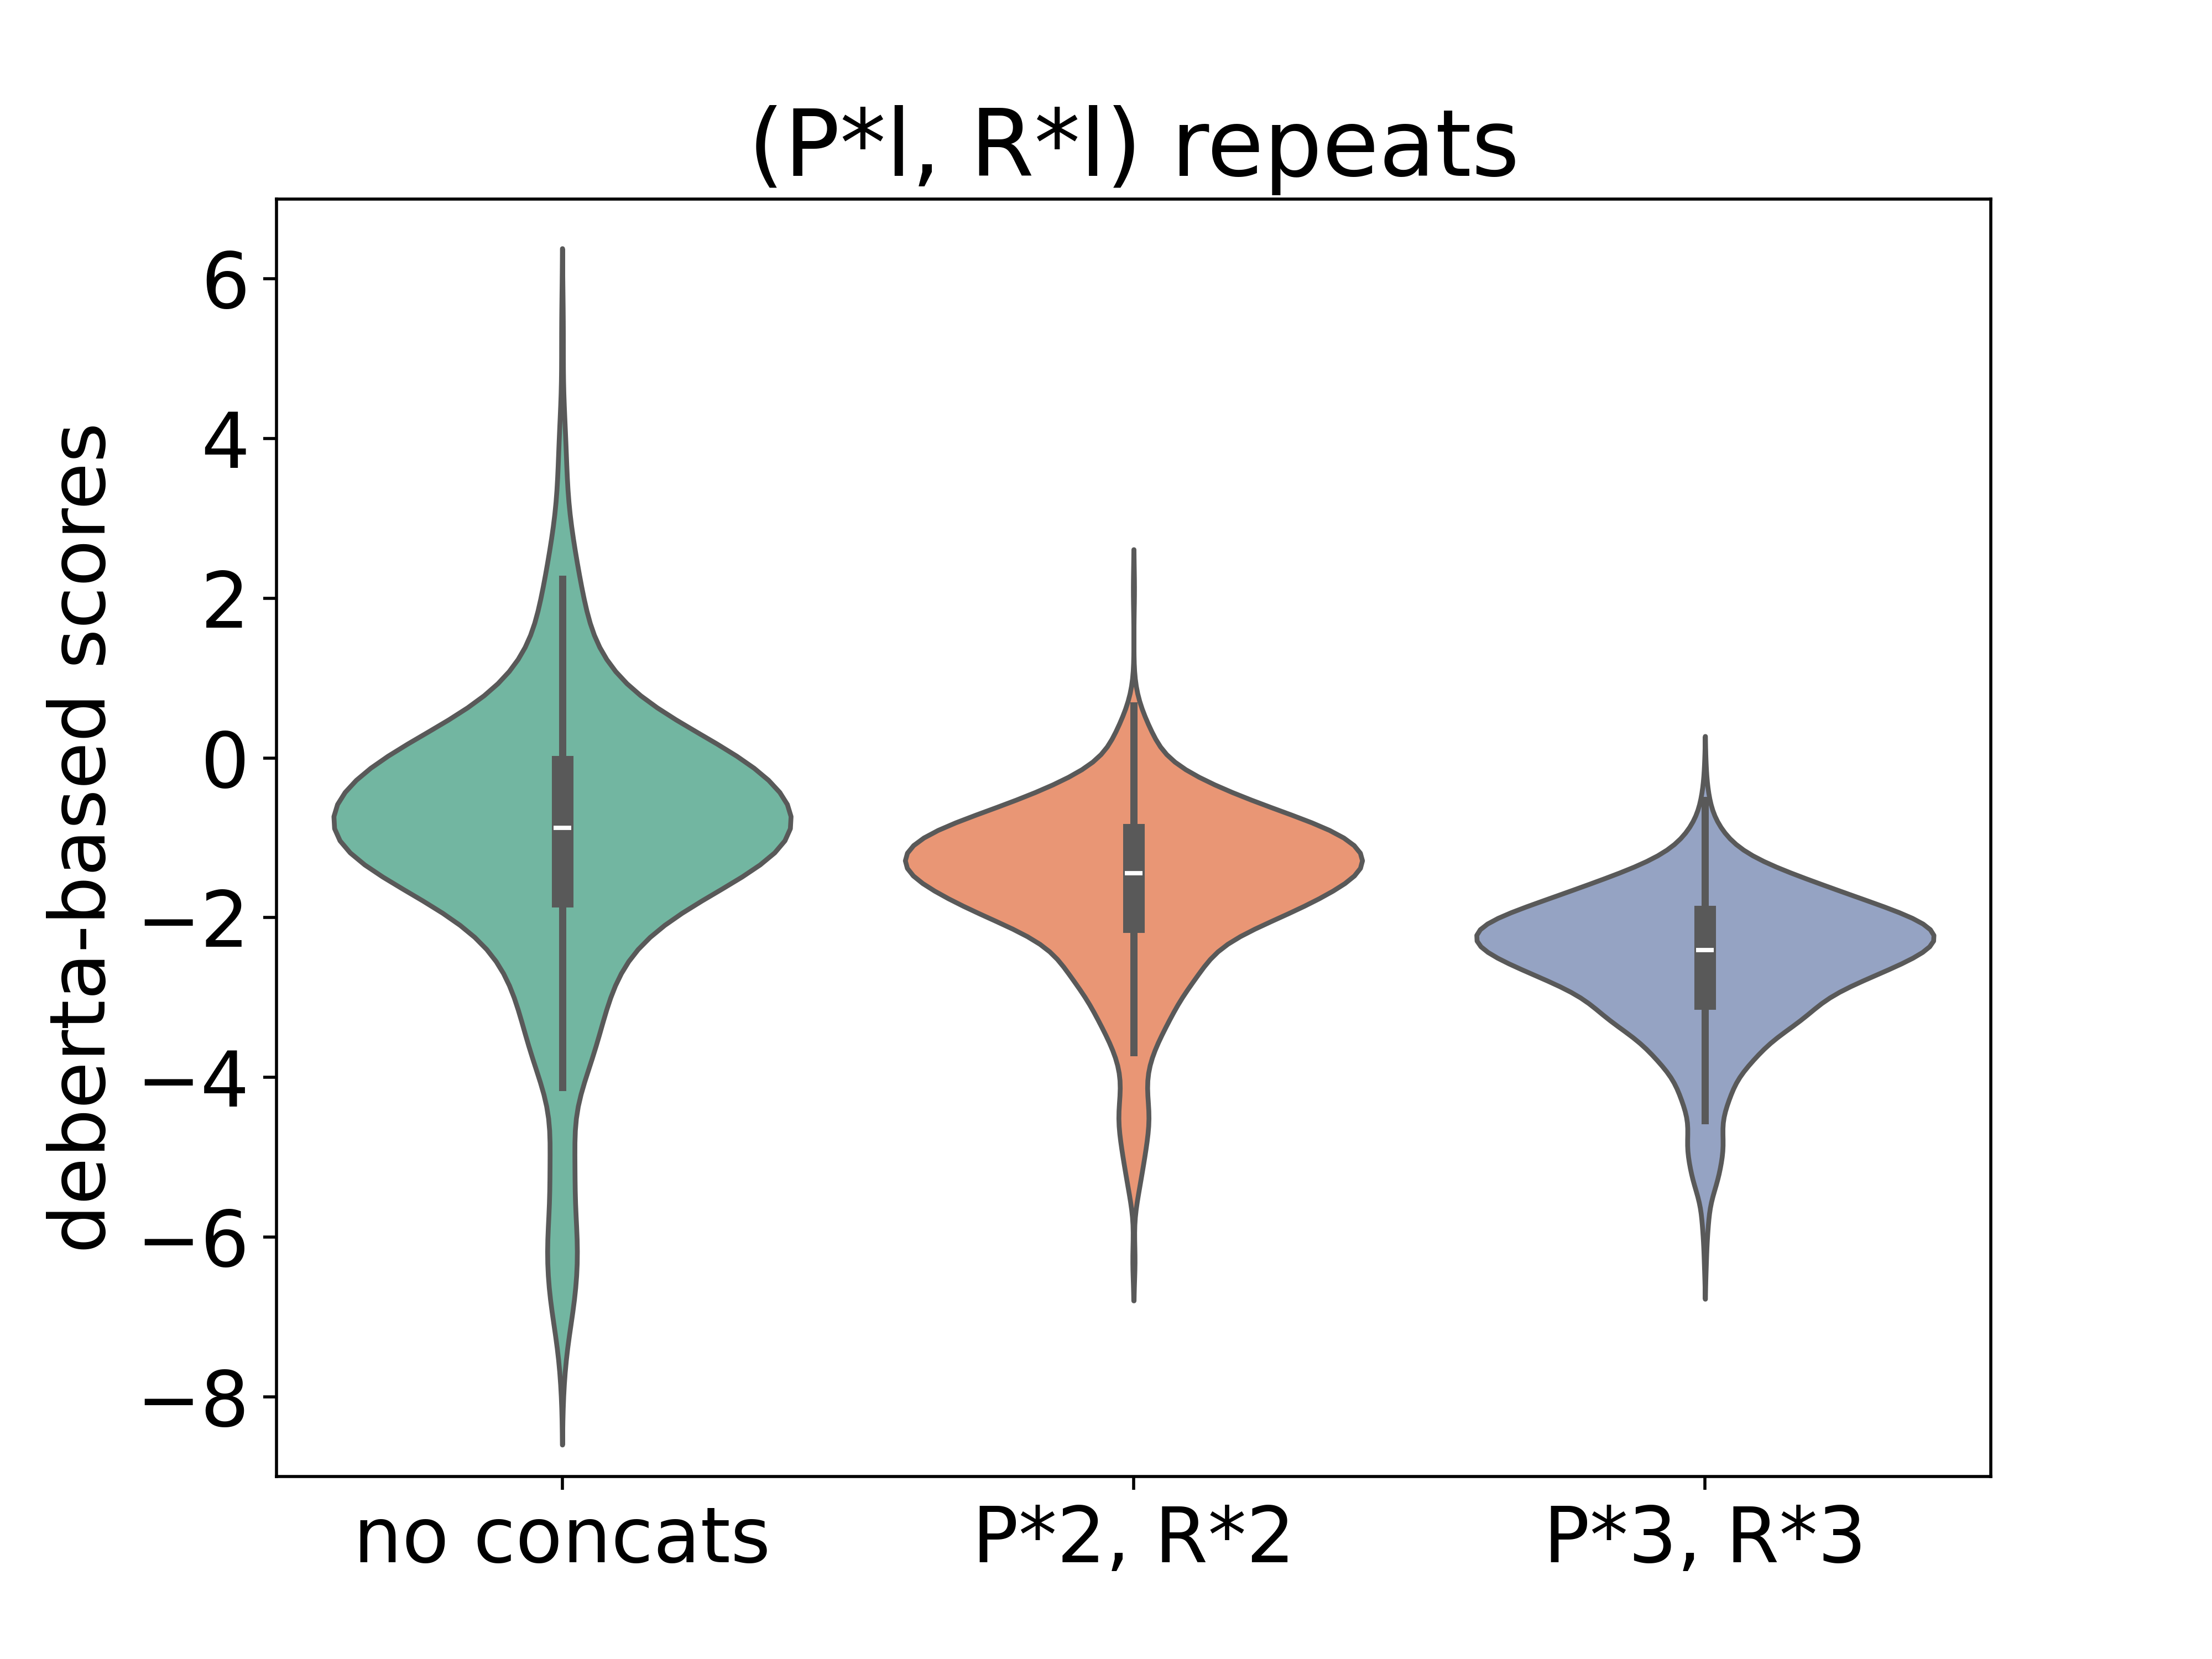 (P*l, R*l) repeats
deberta-based scores
6
4
2
0
−2
−4
−6
−8
no concats
P*2, R*2
P*3, R*3